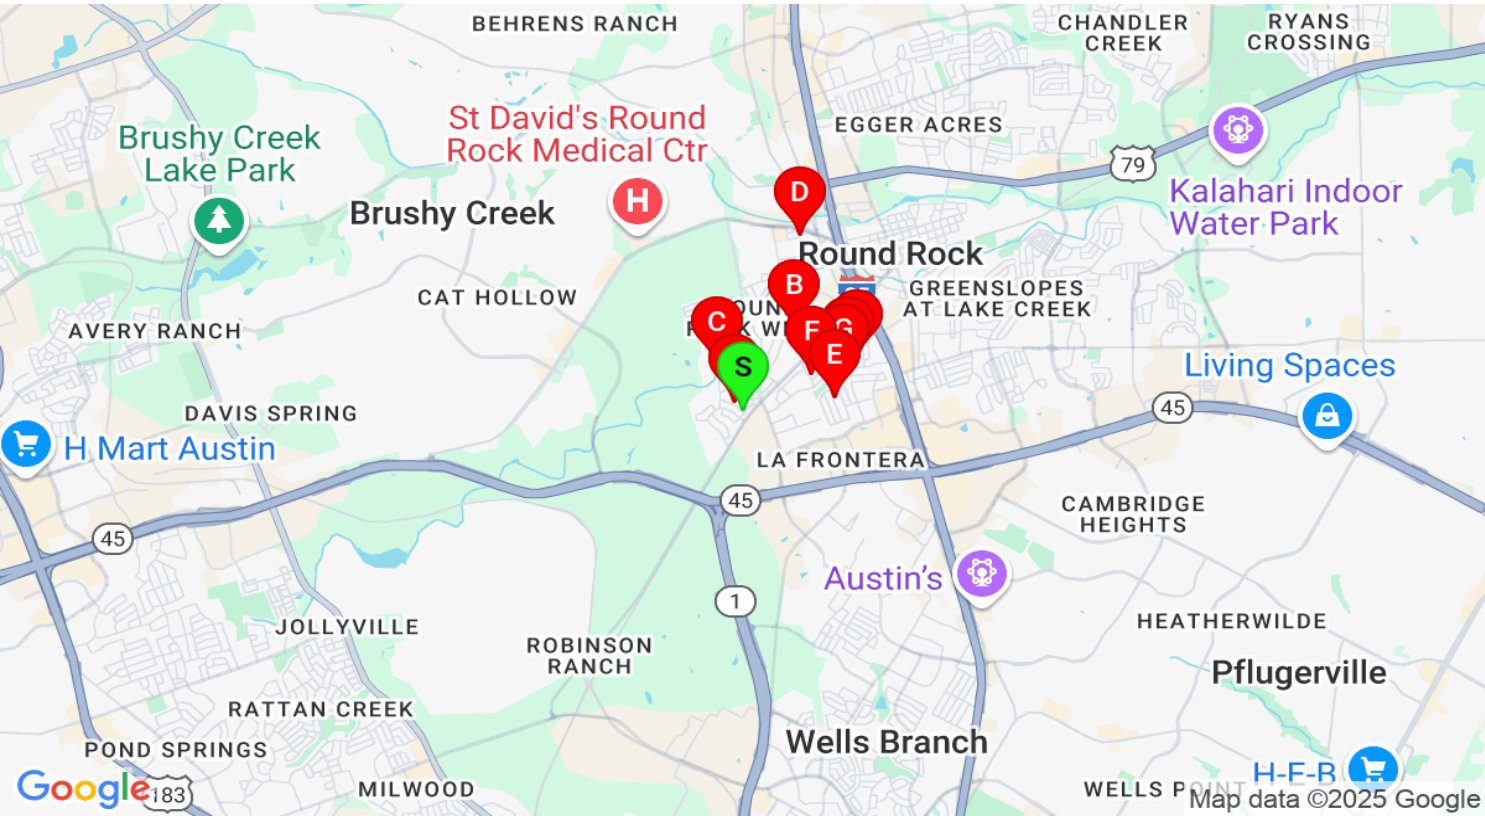 BEHRENS RANCH
CHANDLER
CREEK
RYANS
CROSSING
St David's Round
Rock Medical Ctr
EGGER ACRES
Brushy Creek
Lake Park
79
H
D
Kalahari Indoor
Water Park
Brushy Creek
Round Rock
B
CAT HOLLOW
GREENSLOPES
AT LAKE CREEK
C
AVERY RANCH
F
G
E
S
Living Spaces
45
DAVIS SPRING
H Mart Austin
LA FRONTERA
45
CAMBRIDGE
HEIGHTS
45
Austin’s
1
JOLLYVILLE
HEATHERWILDE
ROBINSON
RANCH
Pflugerville
RATTAN CREEK
Wells Branch
POND SPRINGS
H-E-B
Google
183
MILWOOD
WELLS
Map data ©2025 Google